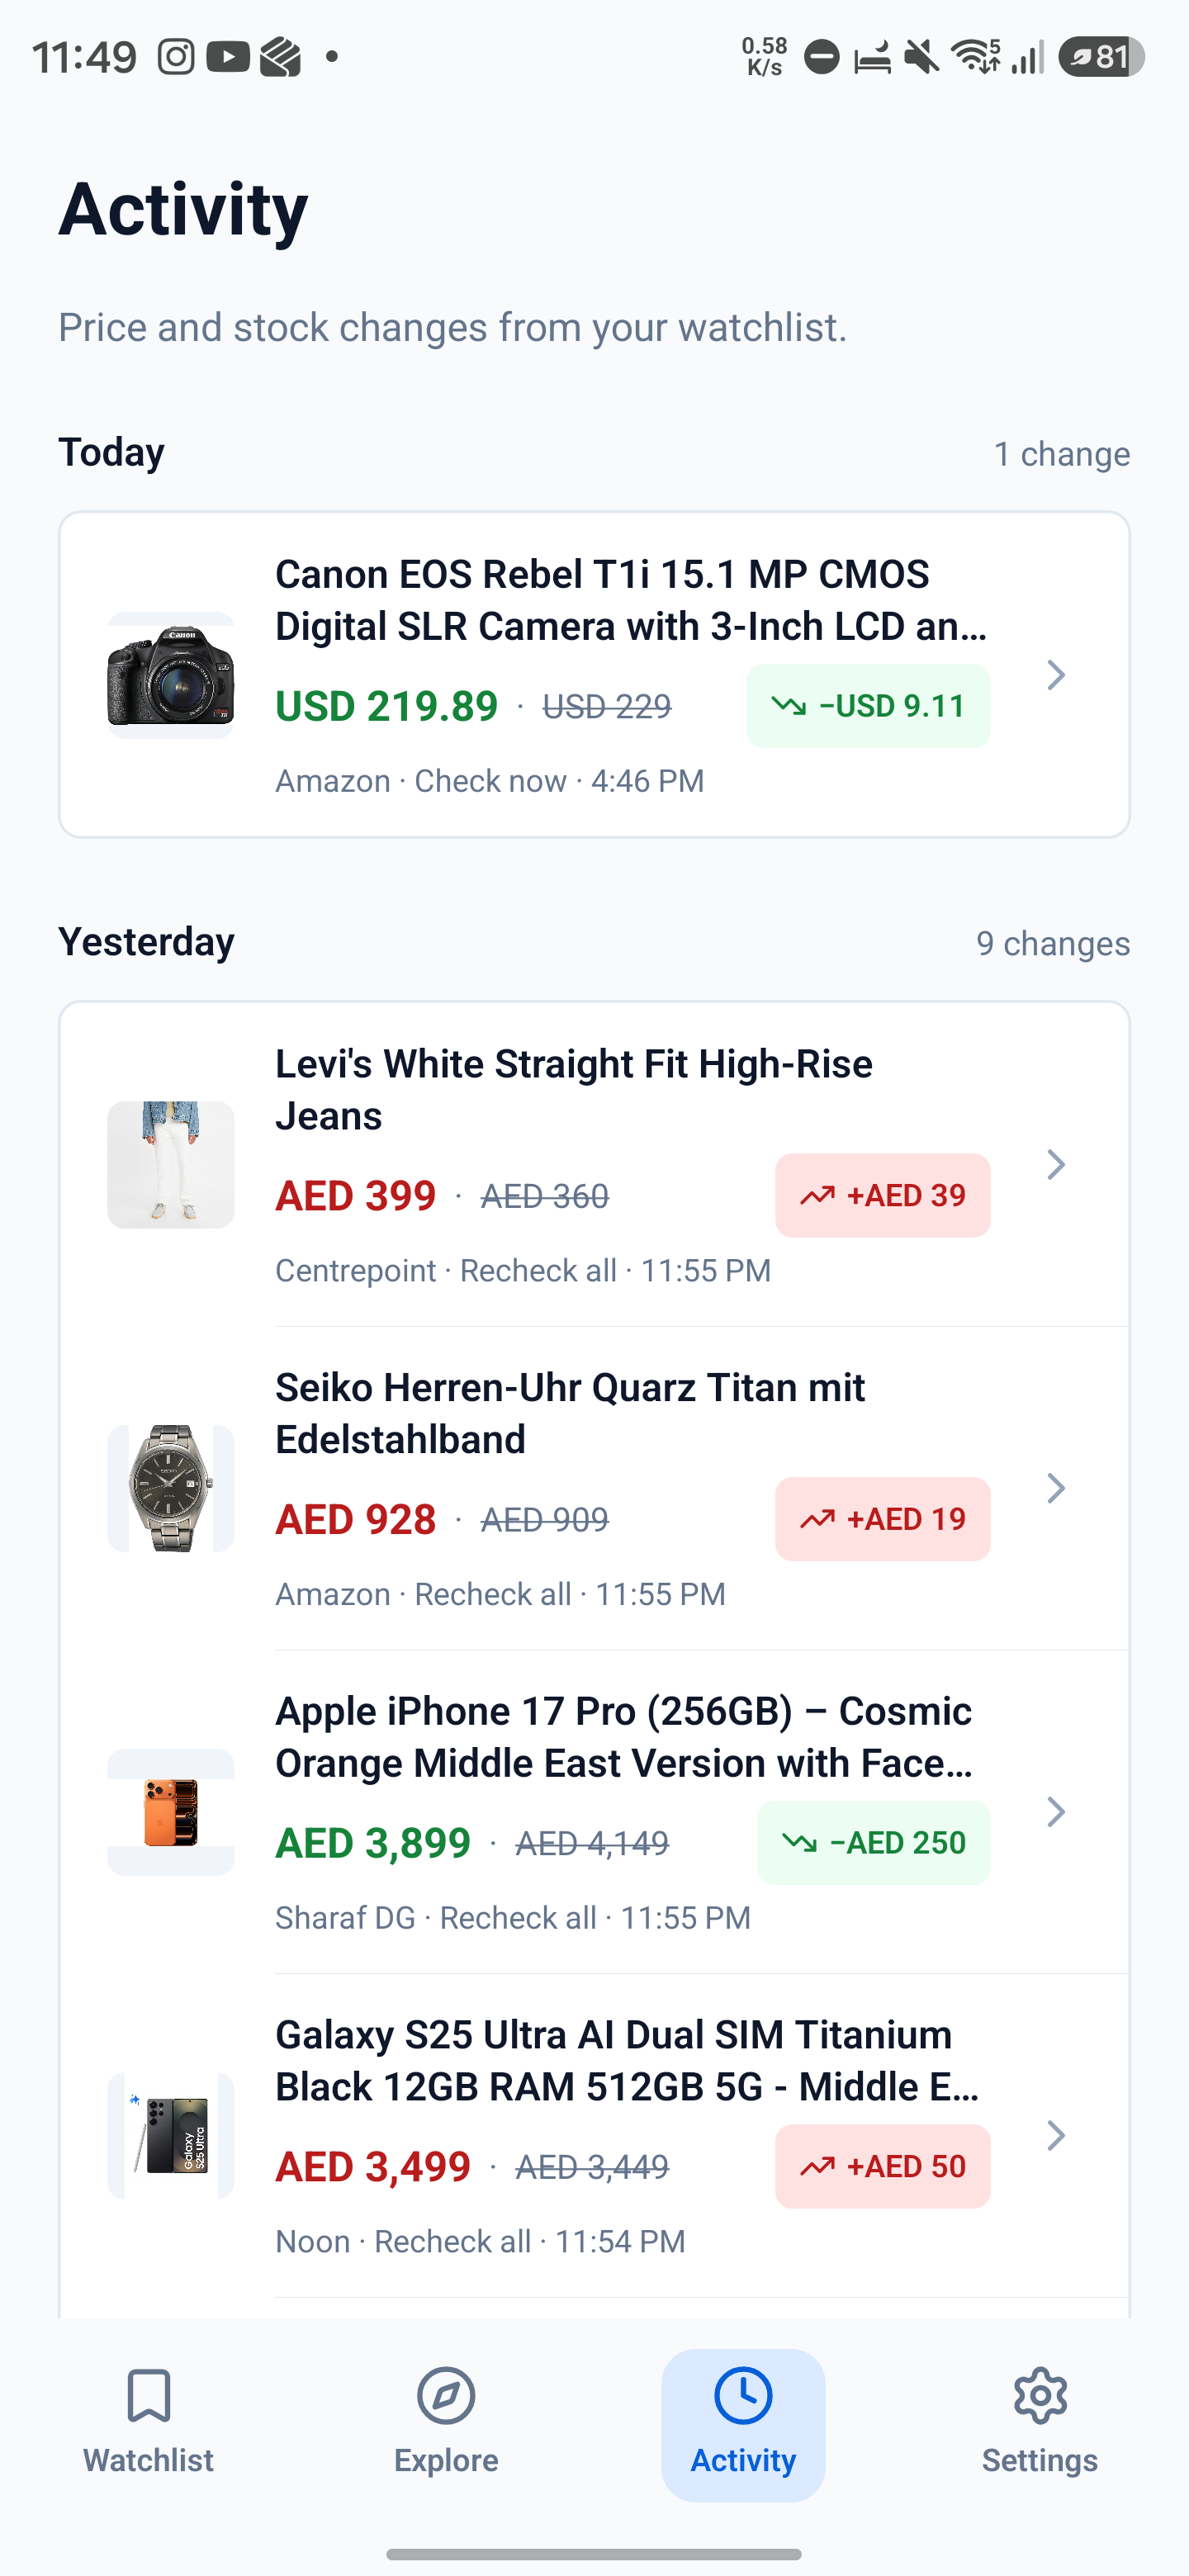 11:49
0.58
K/s
5
81
Activity
Price and stock changes from your watchlist.
Today
1 change
Canon EOS Rebel T1i 15.1 MP CMOS
Digital SLR Camera with 3-Inch LCD an...
USD 219.89 · USD 229
−USD 9.11
Amazon · Check now · 4:46 PM
Canon
Yesterday
9 changes
Levi's White Straight Fit High-Rise
Jeans
AED 399 · AED 360
+AED 39
Centrepoint · Recheck all · 11:55 PM
Seiko Herren-Uhr Quarz Titan mit
Edelstahlband
AED 928 · AED 909
+AED 19
Amazon · Recheck all · 11:55 PM
Apple iPhone 17 Pro (256GB) – Cosmic
Orange Middle East Version with Face...
AED 3,899 · AED 4,149
−AED 250
Sharaf DG · Recheck all · 11:55 PM
Galaxy S25 Ultra AI Dual SIM Titanium
Black 12GB RAM 512GB 5G - Middle E...
AED 3,499 · AED 3,449
+AED 50
Noon · Recheck all · 11:54 PM
Galaxy
S25 Ultra
Watchlist
Explore
Activity
Settings